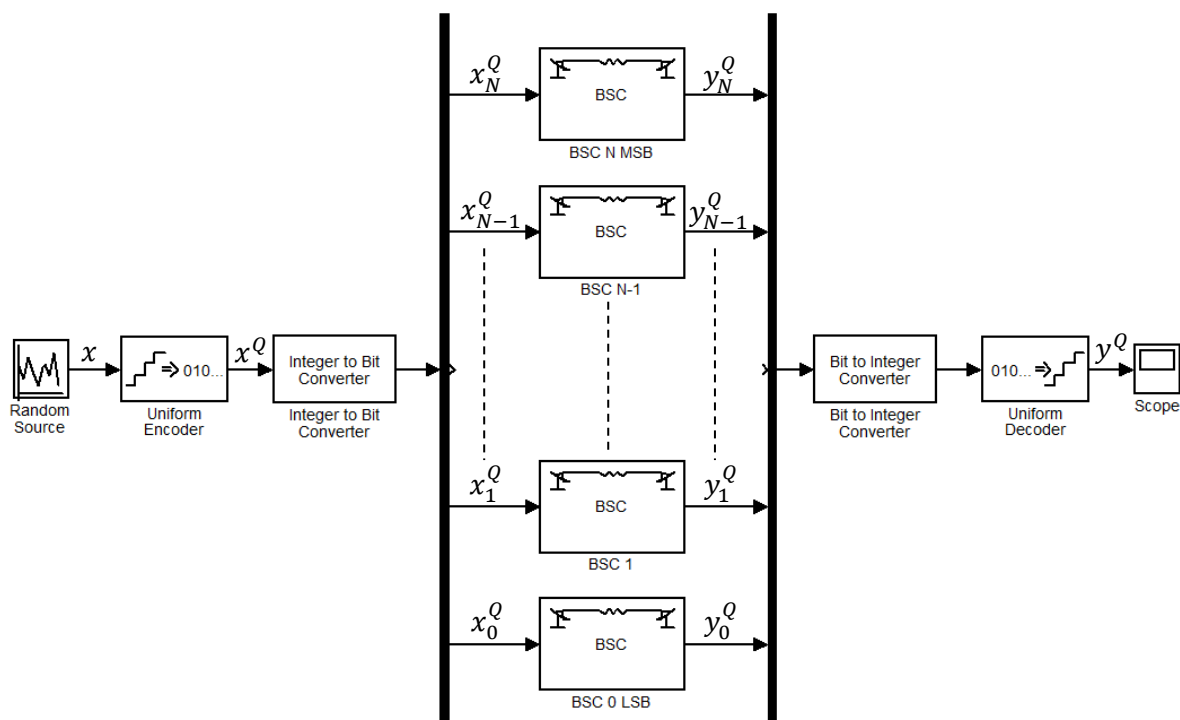 x_N^Q
BSC
y_N^Q
BSC N MSB
x_{N-1}^Q
BSC
y_{N-1}^Q
BSC N-1
x
x^Q
Integer to Bit
Converter
Bit to Integer
Converter
y^Q
010...
010...
Random
Source
Uniform
Encoder
Integer to Bit
Converter
Bit to Integer
Converter
Uniform
Decoder
Scope
x_1^Q
BSC
y_1^Q
BSC 1
x_0^Q
BSC
y_0^Q
BSC 0 LSB